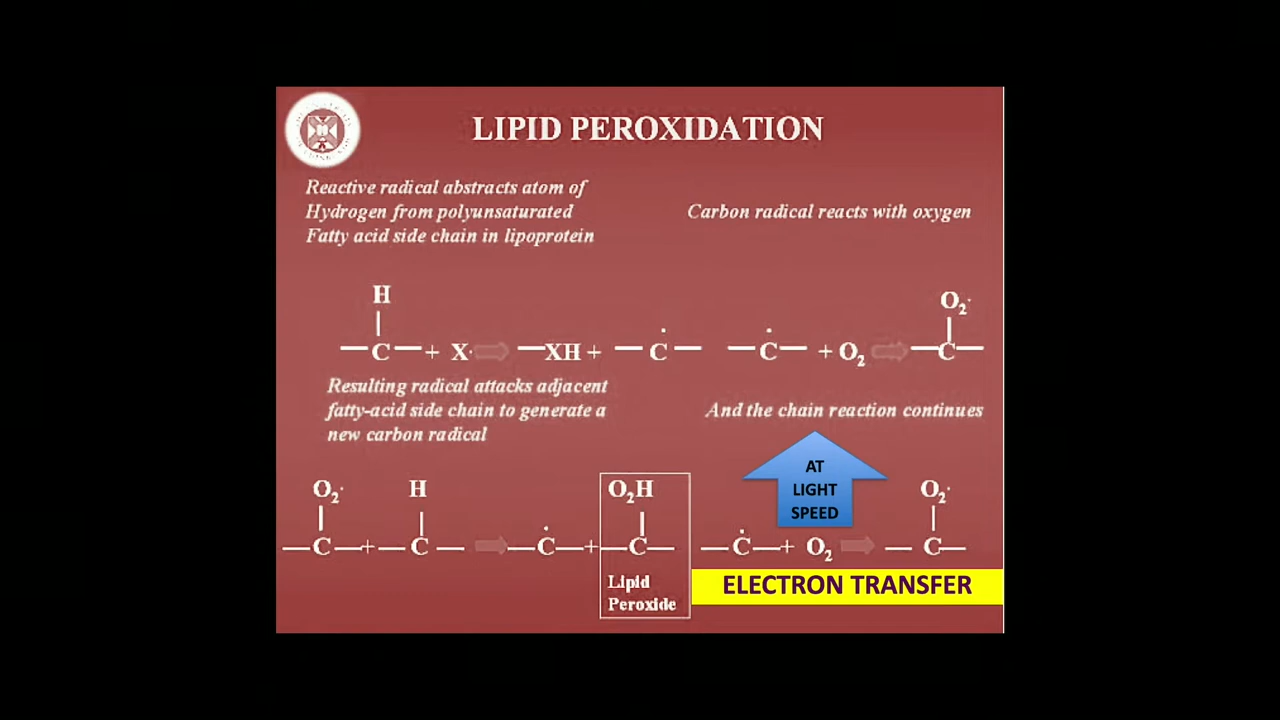 LIPID PEROXIDATION
Reactive radical abstracts atom of
Hydrogen from polyunsaturated
Fatty acid side chain in lipoprotein
Carbon radical reacts with oxygen
H
C + X· XH + C
C + O₂
O₂·
C
Resulting radical attacks adjacent
fatty-acid side chain to generate a
new carbon radical
And the chain reaction continues
AT
LIGHT
SPEED
O₂· H O₂H
C + C C + C
Lipid
Peroxide
O₂·
C + O₂ C
ELECTRON TRANSFER